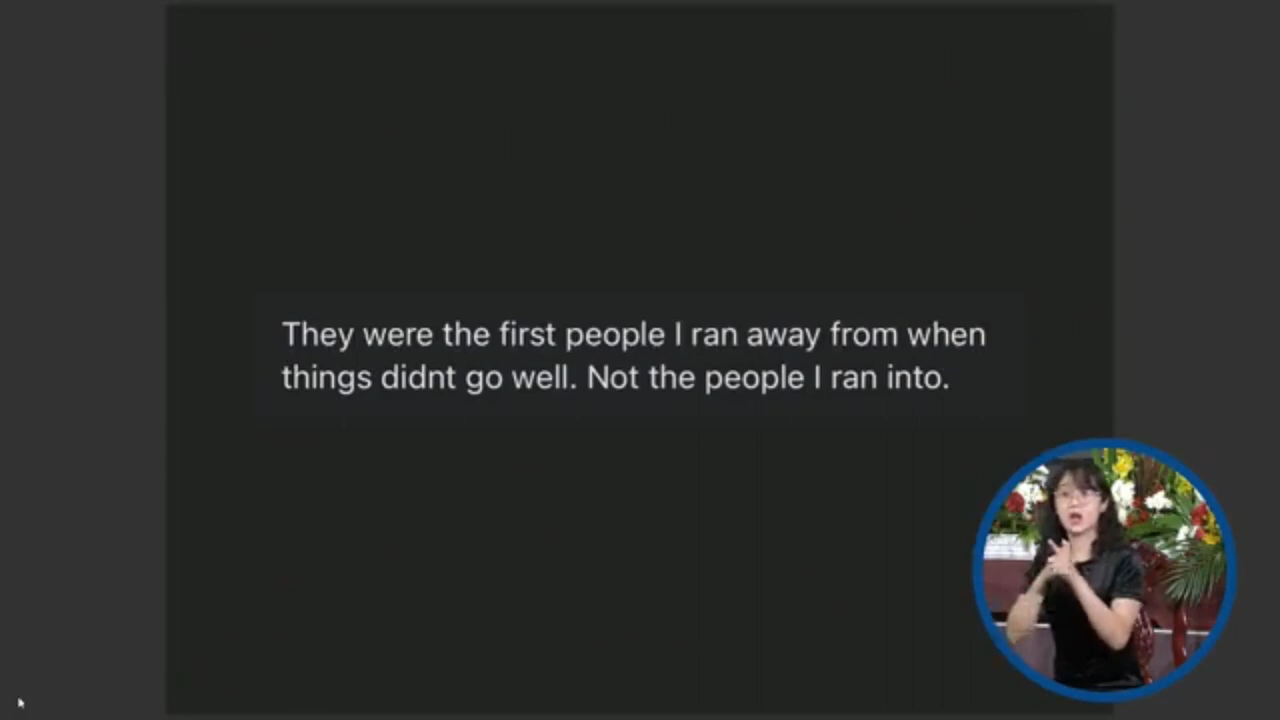 They were the first people I ran away from when
things didnt go well. Not the people I ran into.